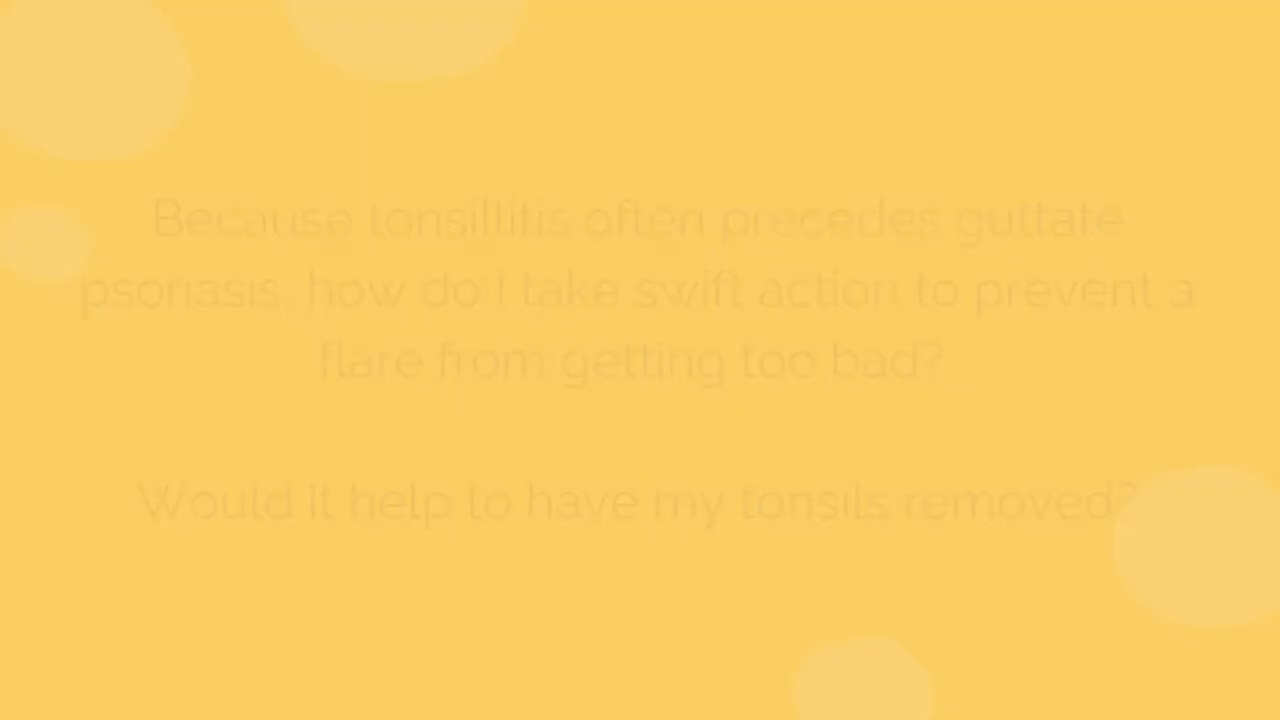 Because tonsillitis often precedes guttate
psoriasis, how do I take swift action to prevent a
flare from getting too bad?
Would it help to have my tonsils removed?